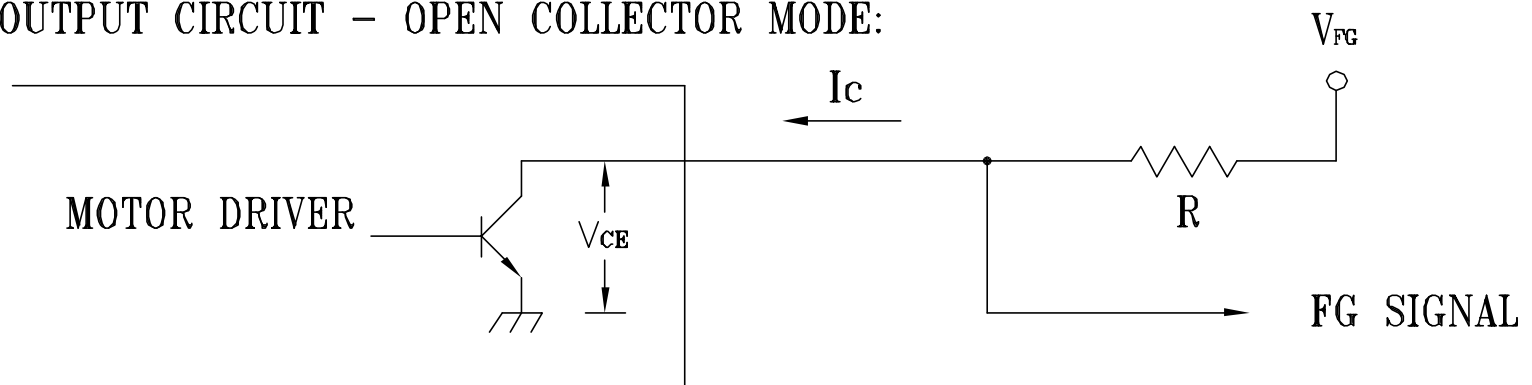 OUTPUT CIRCUIT - OPEN COLLECTOR MODE:
VFG
Ic
MOTOR DRIVER
VCE
R
FG SIGNAL